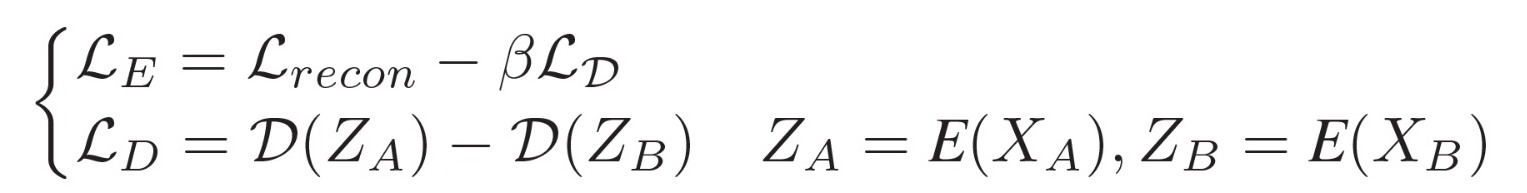 ℒ_E = ℒ_recon − βℒ_𝒟
ℒ_D = 𝒟(Z_A) − 𝒟(Z_B) Z_A = E(X_A), Z_B = E(X_B)